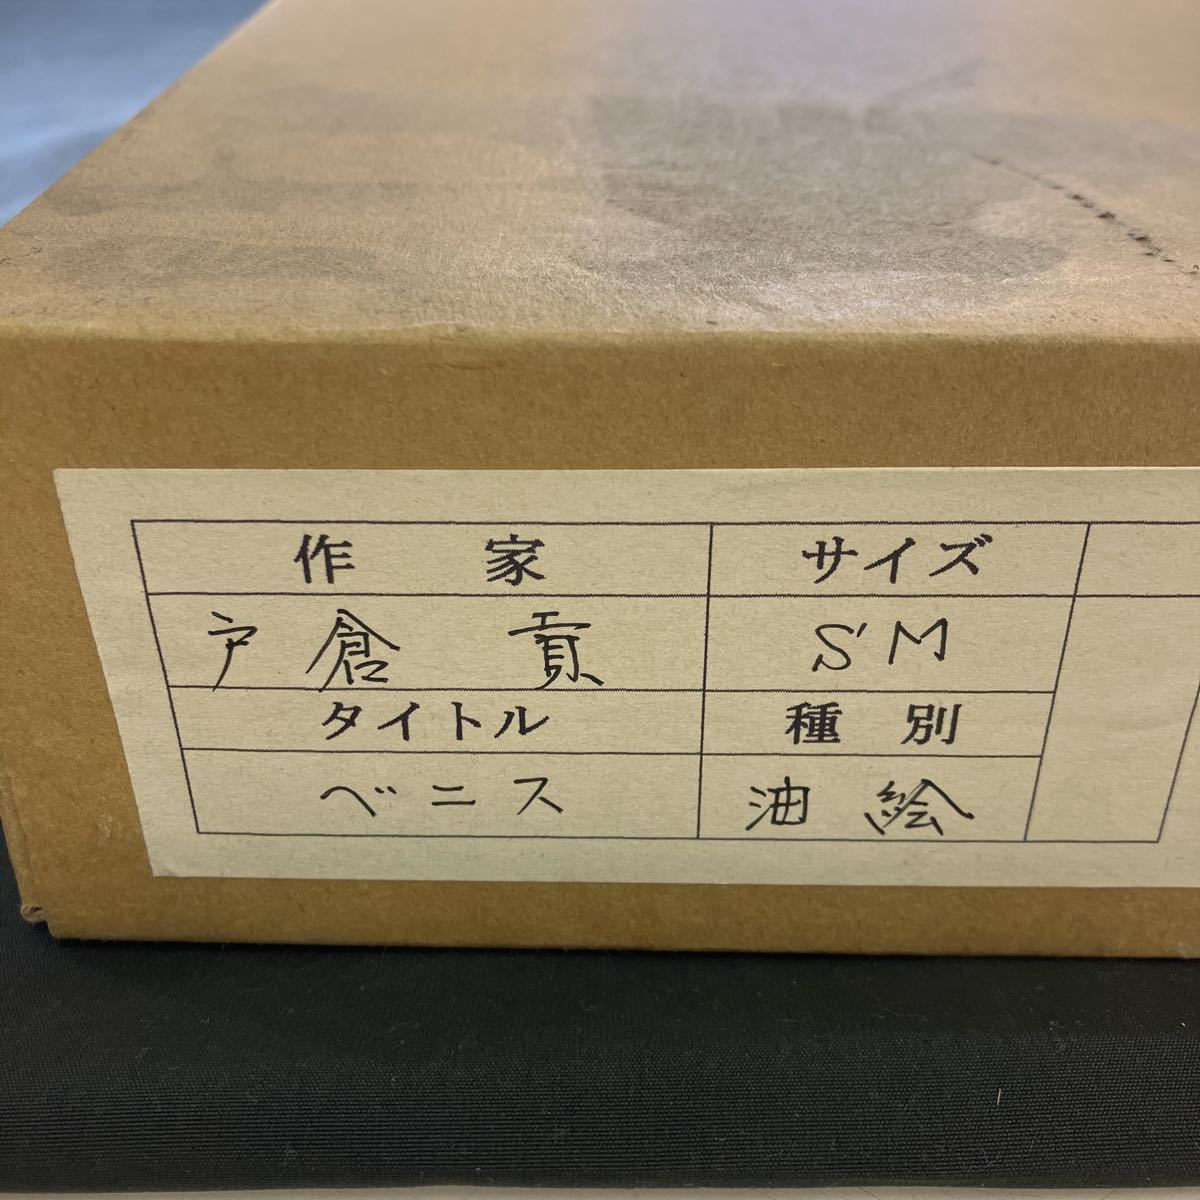 作家 サイズ
戸倉 貢 SM
タイトル 種別
ベニス 油絵